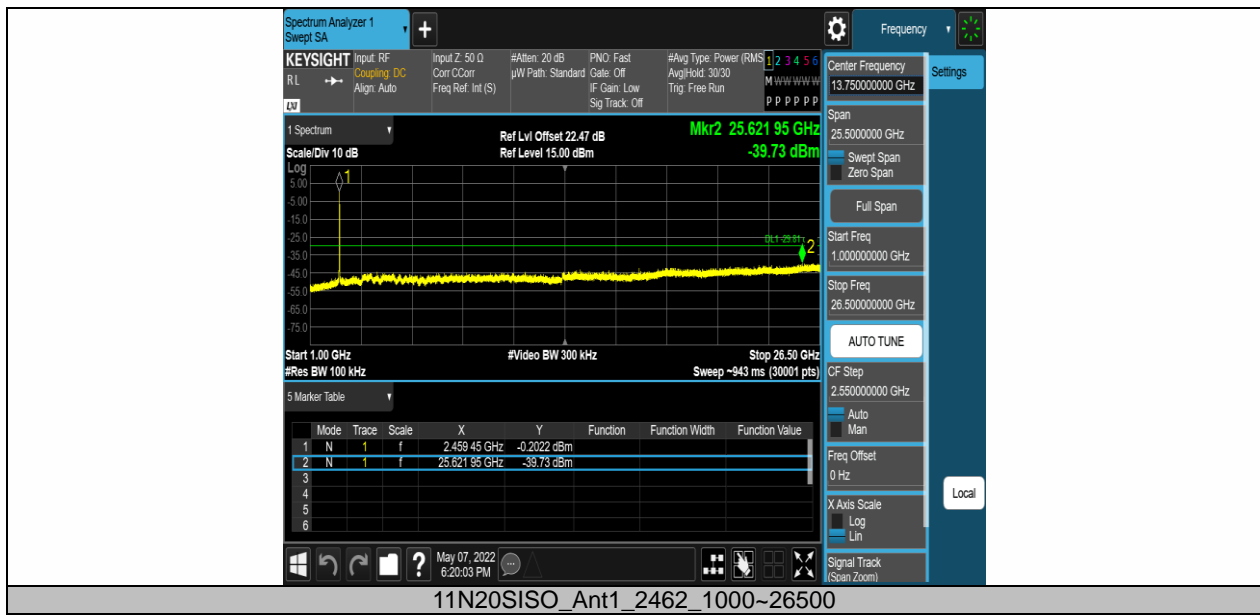 Spectrum Analyzer 1
Swept SA
+
Frequency
KEYSIGHT Input: RF Input Z: 50 Ω #Atten: 20 dB PNO: Fast #Avg Type: Power (RMS 1 2 3 4 5 6
RL Coupling: DC Corr CCorr µW Path: Standard Gate: Off Avg|Hold: 30/30 M W W W W W
Align: Auto Freq Ref: Int (S) IF Gain: Low Trig: Free Run
LXI Sig Track: Off P P P P P P
Center Frequency
13.750000000 GHz
Settings
1 Spectrum
Ref Lvl Offset 22.47 dB Mkr2 25.621 95 GHz
Scale/Div 10 dB Ref Level 15.00 dBm -39.73 dBm
Log
5.00
-5.00
-15.0
-25.0
-35.0
-45.0
-55.0
-65.0
-75.0
1
DL1 -29.81
2
Start 1.00 GHz #Video BW 300 kHz Stop 26.50 GHz
#Res BW 100 kHz Sweep ~943 ms (30001 pts)
Span
25.5000000 GHz
Swept Span
Zero Span
Full Span
Start Freq
1.000000000 GHz
Stop Freq
26.500000000 GHz
AUTO TUNE
CF Step
2.550000000 GHz
Auto
Man
Freq Offset
0 Hz
X Axis Scale
Log
Lin
Signal Track
(Span Zoom)
Local
5 Marker Table
Mode Trace Scale X Y Function Function Width Function Value
1 N 1 f 2.459 45 GHz -0.2022 dBm
2 N 1 f 25.621 95 GHz -39.73 dBm
3
4
5
6
? May 07, 2022
6:20:03 PM
11N20SISO_Ant1_2462_1000~26500